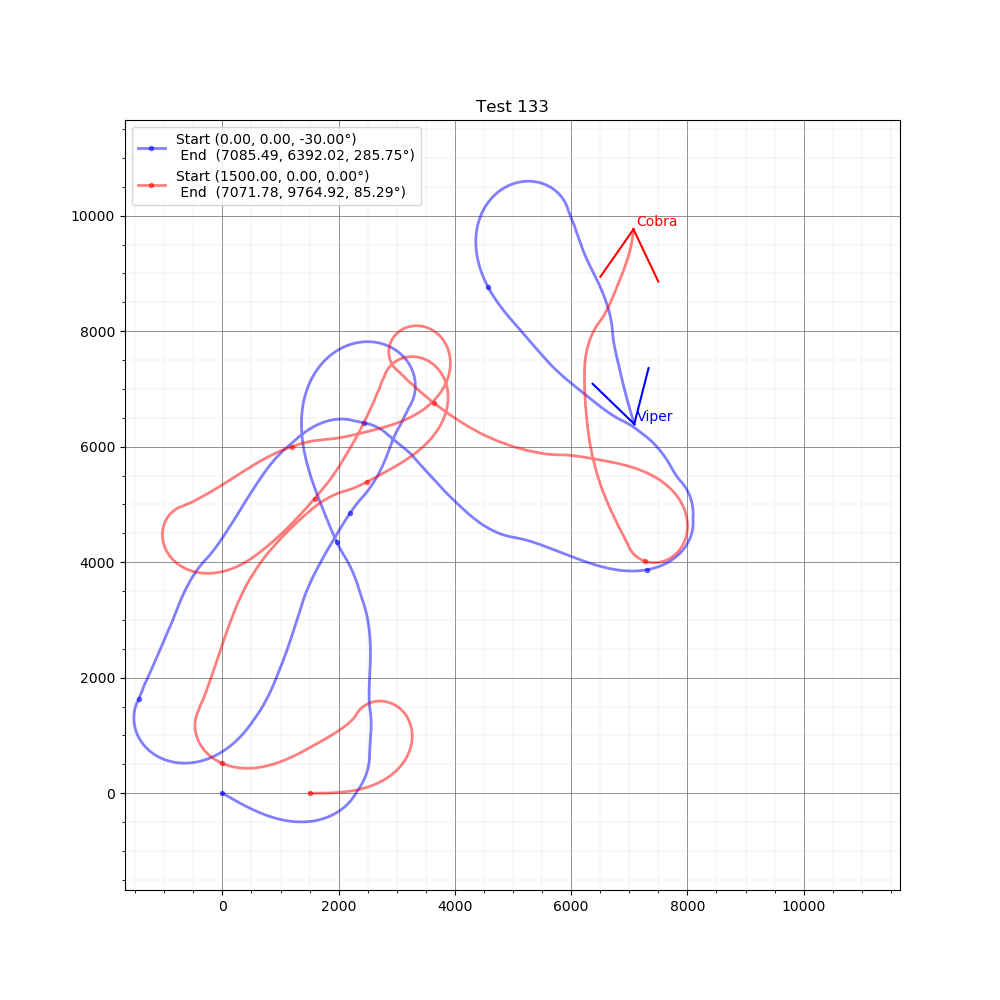 Test 133
Start (0.00, 0.00, -30.00°)
End (7085.49, 6392.02, 285.75°)
Start (1500.00, 0.00, 0.00°)
End (7071.78, 9764.92, 85.29°)
Cobra
Viper
10000
8000
6000
4000
2000
0
0 2000 4000 6000 8000 10000